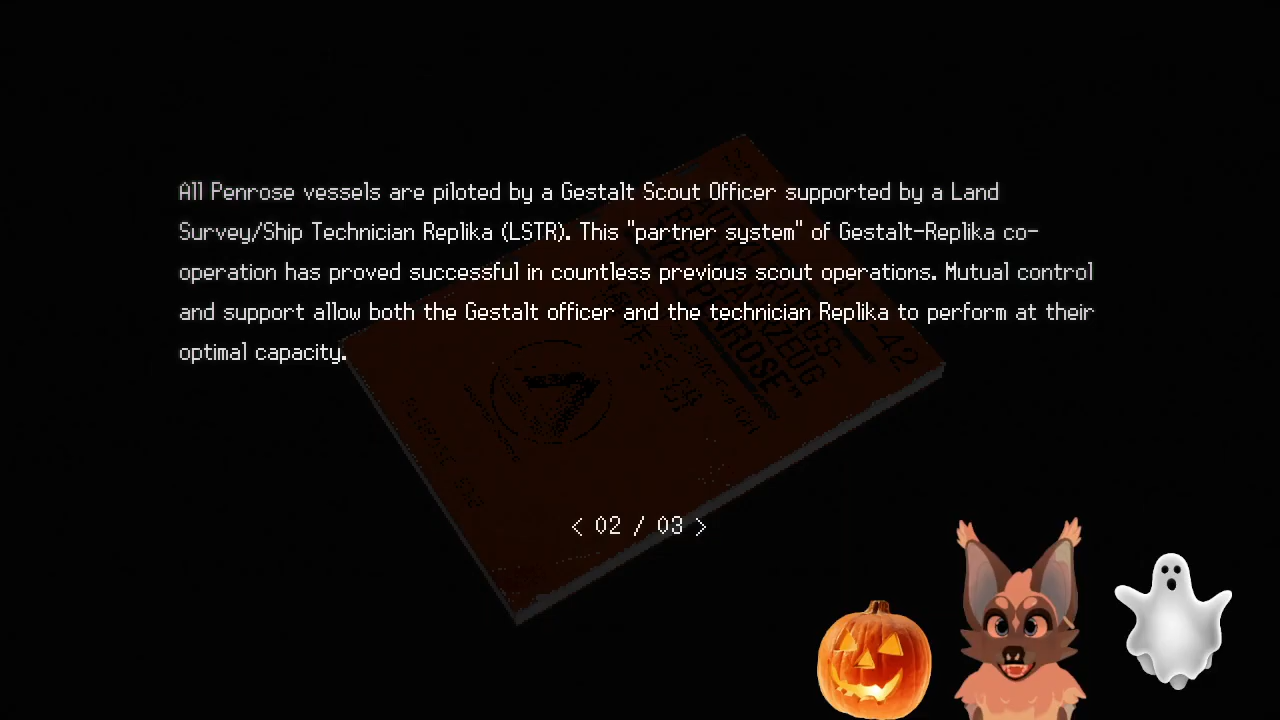 All Penrose vessels are piloted by a Gestalt Scout Officer supported by a Land
Survey/Ship Technician Replika (LSTR). This "partner system" of Gestalt-Replika co-
operation has proved successful in countless previous scout operations. Mutual control
and support allow both the Gestalt officer and the technician Replika to perform at their
optimal capacity.
< 02 / 03 >